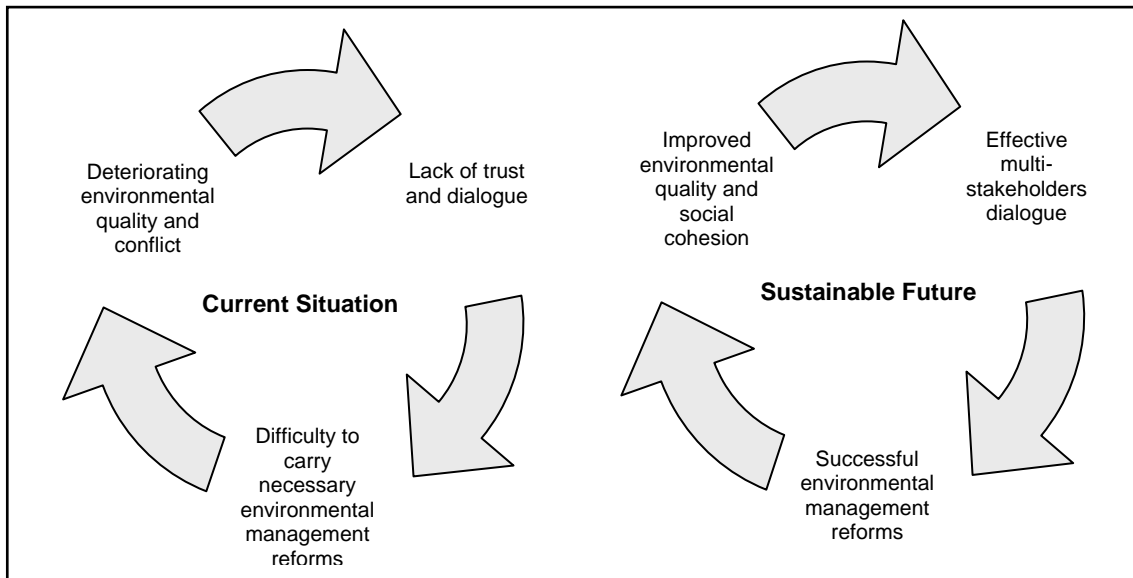 Deteriorating
environmental
quality and
conflict
Lack of trust
and dialogue
Current Situation
Difficulty to
carry
necessary
environmental
management
reforms
Improved
environmental
quality and
social
cohesion
Effective
multi-
stakeholders
dialogue
Sustainable Future
Successful
environmental
management
reforms